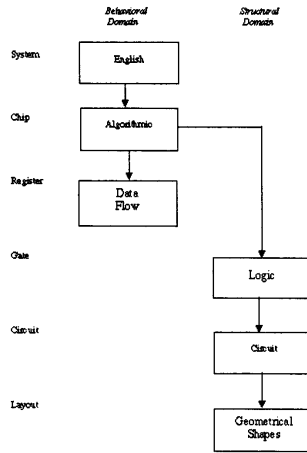 Behavioral Structural
Domain Domain
System English
Chip Algorithmic
Register Data
Flow
Gate Logic
Circuit Circuit
Layout Geometrical
Shapes